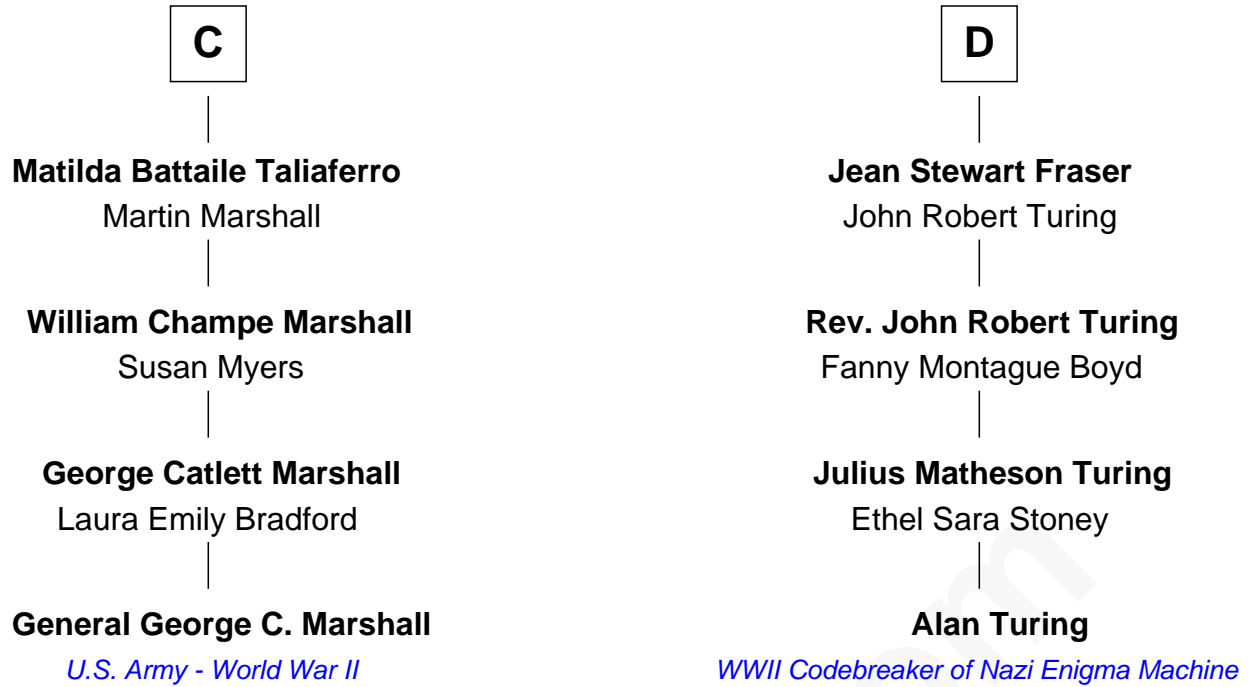 C
Matilda Battaile Taliaferro
Martin Marshall
William Champe Marshall
Susan Myers
George Catlett Marshall
Laura Emily Bradford
General George C. Marshall
U.S. Army - World War II
D
Jean Stewart Fraser
John Robert Turing
Rev. John Robert Turing
Fanny Montague Boyd
Julius Matheson Turing
Ethel Sara Stoney
Alan Turing
WWII Codebreaker of Nazi Enigma Machine